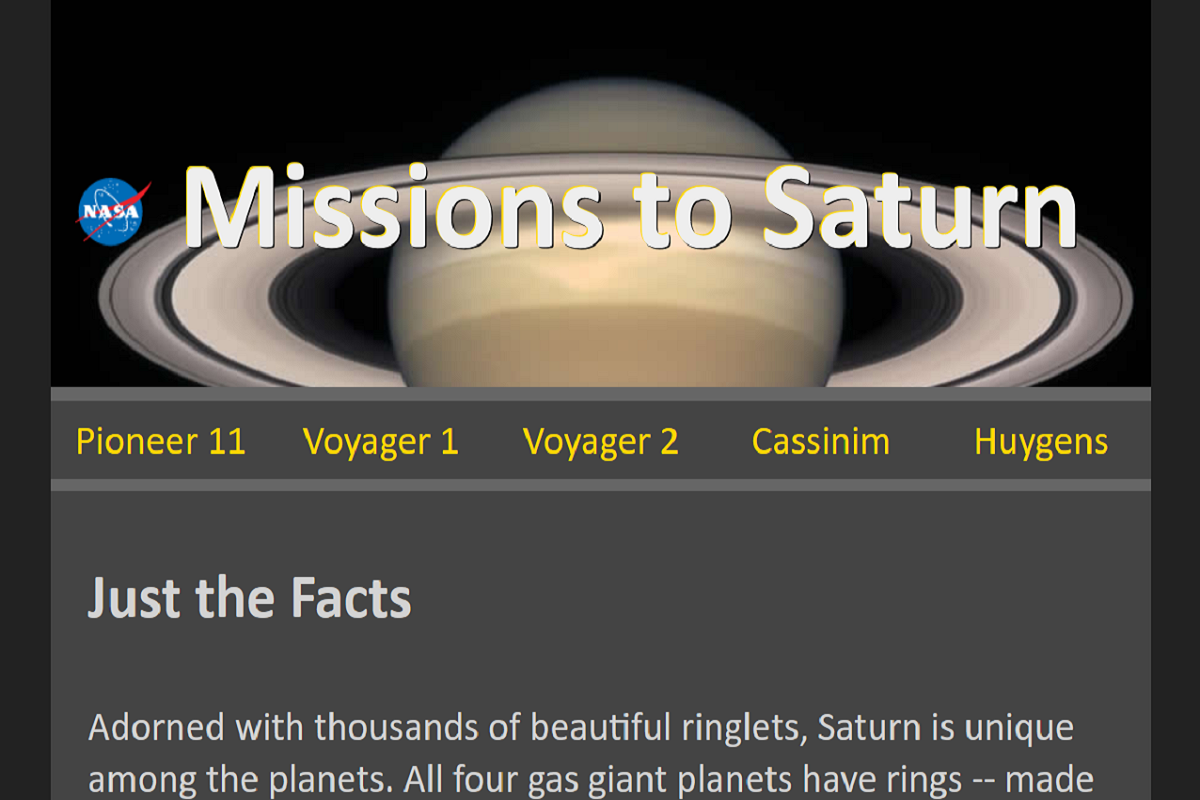 NASA
Missions to Saturn
Pioneer 11 Voyager 1 Voyager 2 Cassinim Huygens
Just the Facts
Adorned with thousands of beautiful ringlets, Saturn is unique
among the planets. All four gas giant planets have rings -- made